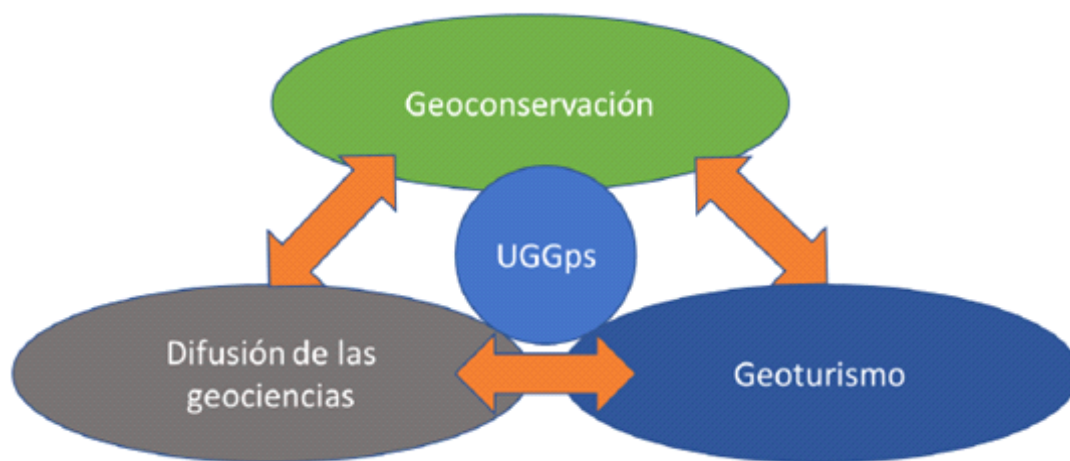 Geoconservación
UGGps
Difusión de las
geociencias
Geoturismo